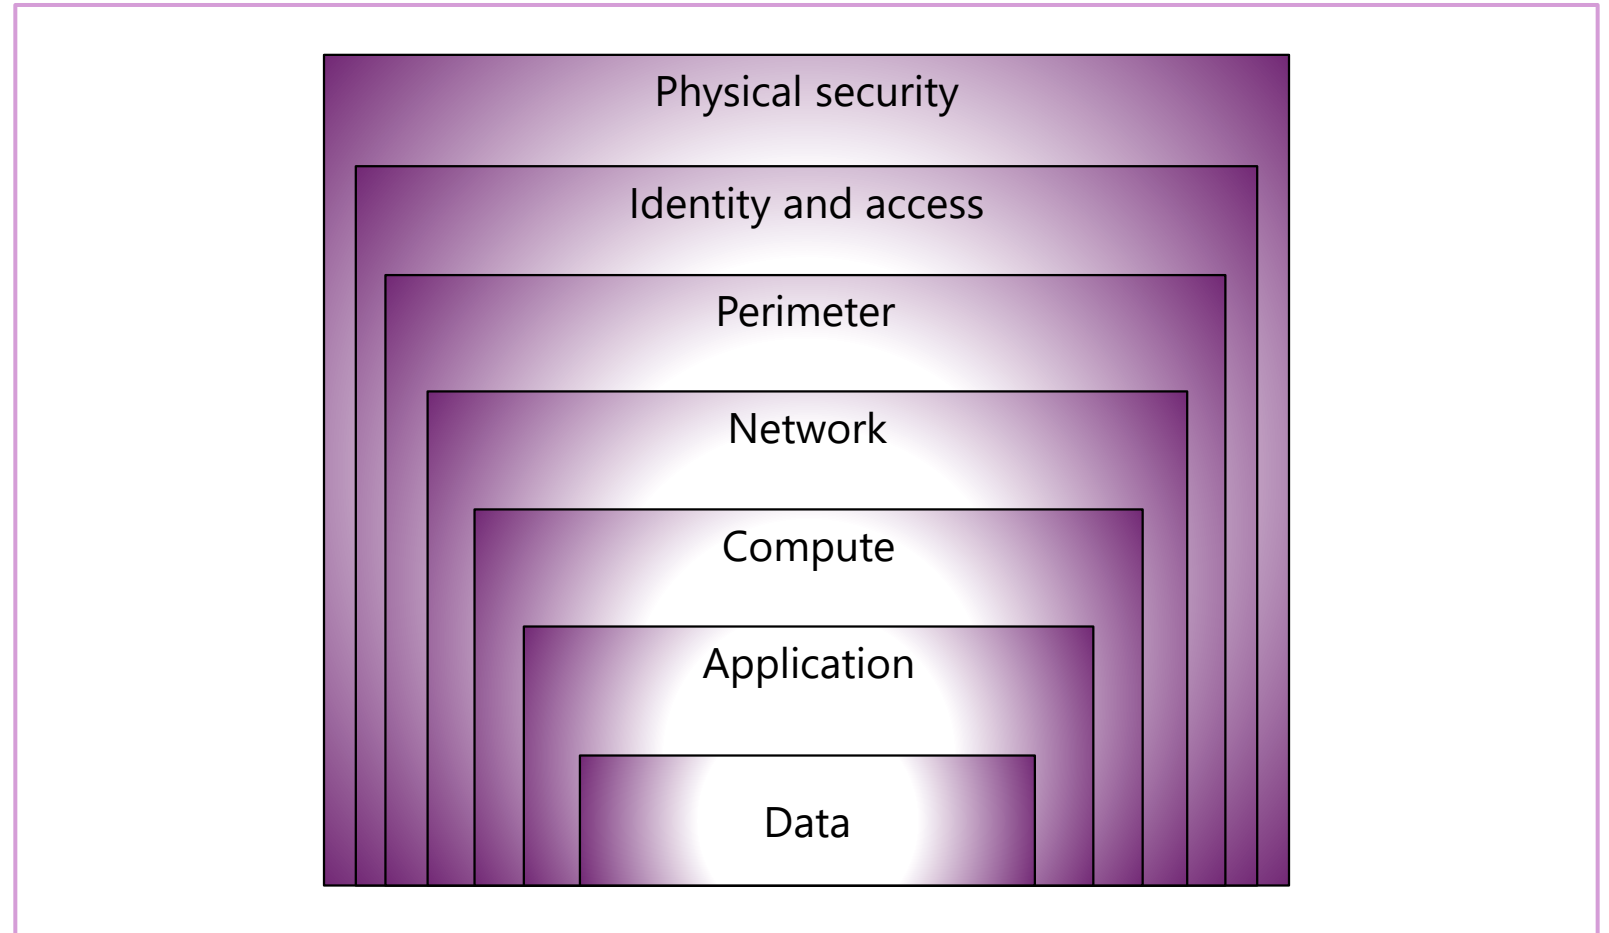 Physical security
Identity and access
Perimeter
Network
Compute
Application
Data